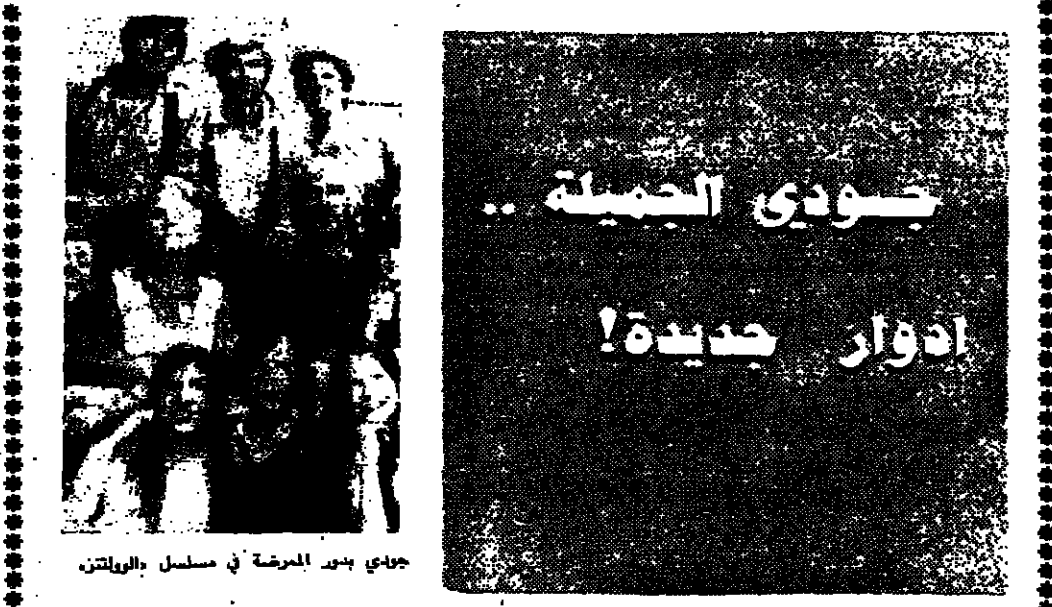 جودي الجميلة ..
ادوار جديدة!
جودي بدور الممرضة في مسلسل «الوولتنز»